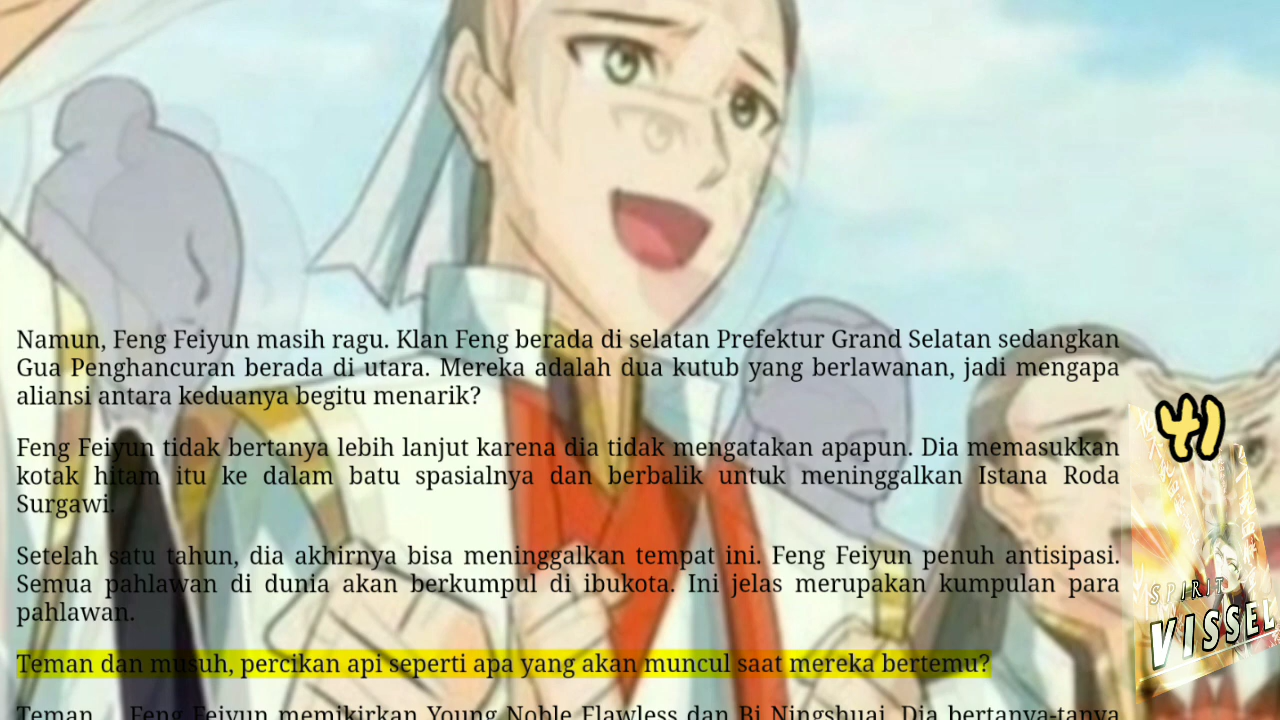 Namun, Feng Feiyun masih ragu. Klan Feng berada di selatan Prefektur Grand Selatan sedangkan
Gua Penghancuran berada di utara. Mereka adalah dua kutub yang berlawanan, jadi mengapa
aliansi antara keduanya begitu menarik?
Feng Feiyun tidak bertanya lebih lanjut karena dia tidak mengatakan apapun. Dia memasukkan
kotak hitam itu ke dalam batu spasialnya dan berbalik untuk meninggalkan Istana Roda
Surgawi.
Setelah satu tahun, dia akhirnya bisa meninggalkan tempat ini. Feng Feiyun penuh antisipasi.
Semua pahlawan di dunia akan berkumpul di ibukota. Ini jelas merupakan kumpulan para
pahlawan.
Teman dan musuh, percikan api seperti apa yang akan muncul saat mereka bertemu?
Teman... Feng Feiyun memikirkan Young Noble Flawless dan Bi Ningshuai. Dia bertanya-tanya
41
SPIRIT
VISSEL